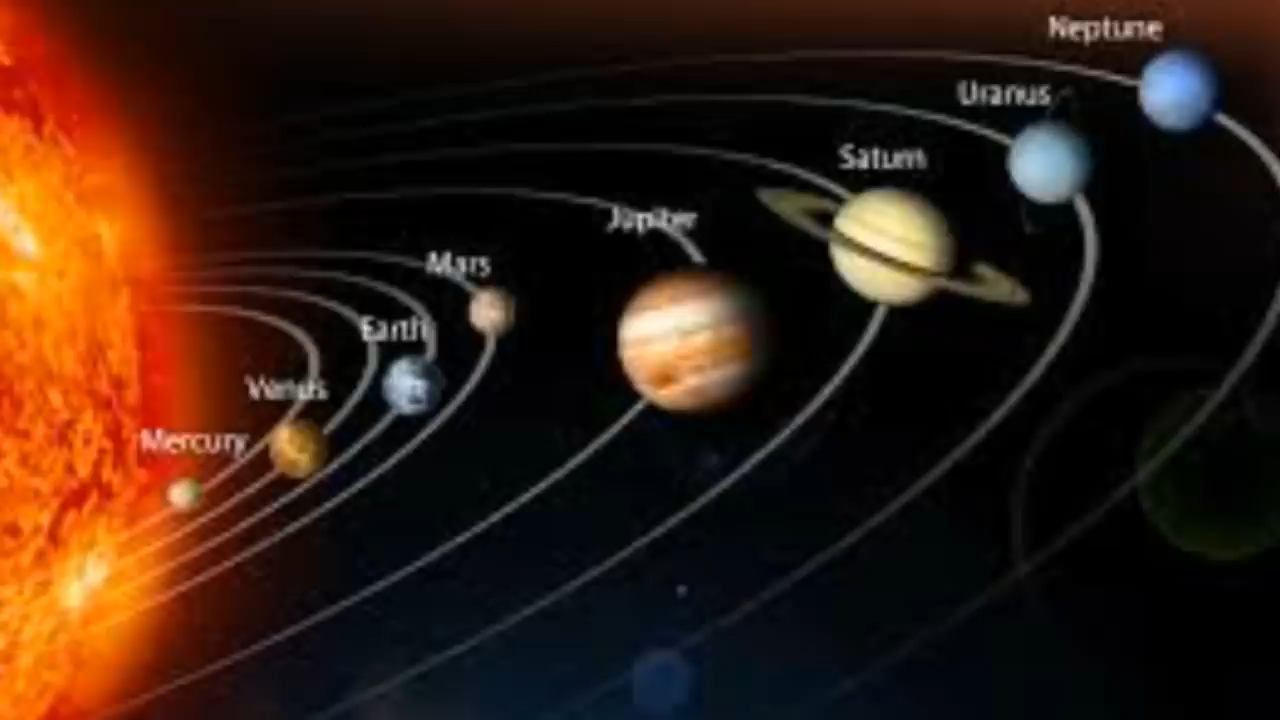 Mercury
Venus
Earth
Mars
Jupiter
Saturn
Uranus
Neptune